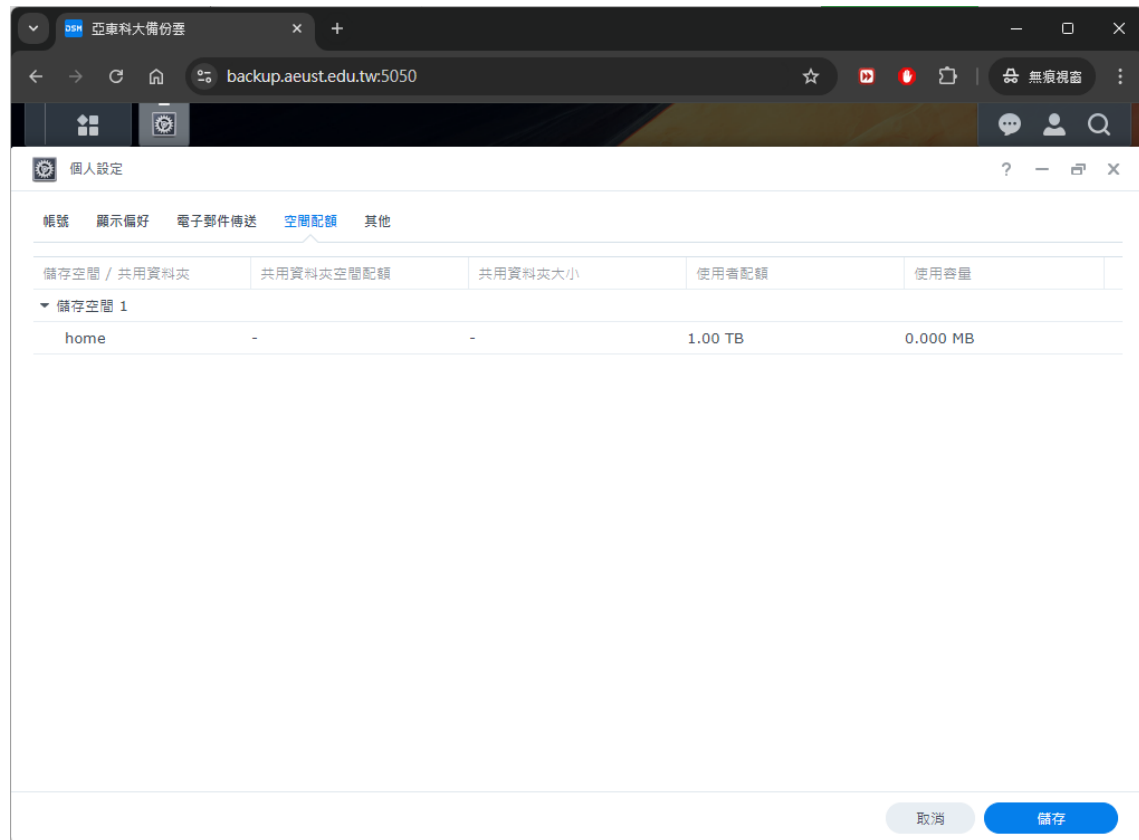 DSM 亞東科大備份雲
backup.aeust.edu.tw:5050 無痕視窗
個人設定
帳號 顯示偏好 電子郵件傳送 空間配額 其他
儲存空間 / 共用資料夾 共用資料夾空間配額 共用資料夾大小 使用者配額 使用容量
儲存空間 1
home - - 1.00 TB 0.000 MB
取消 儲存